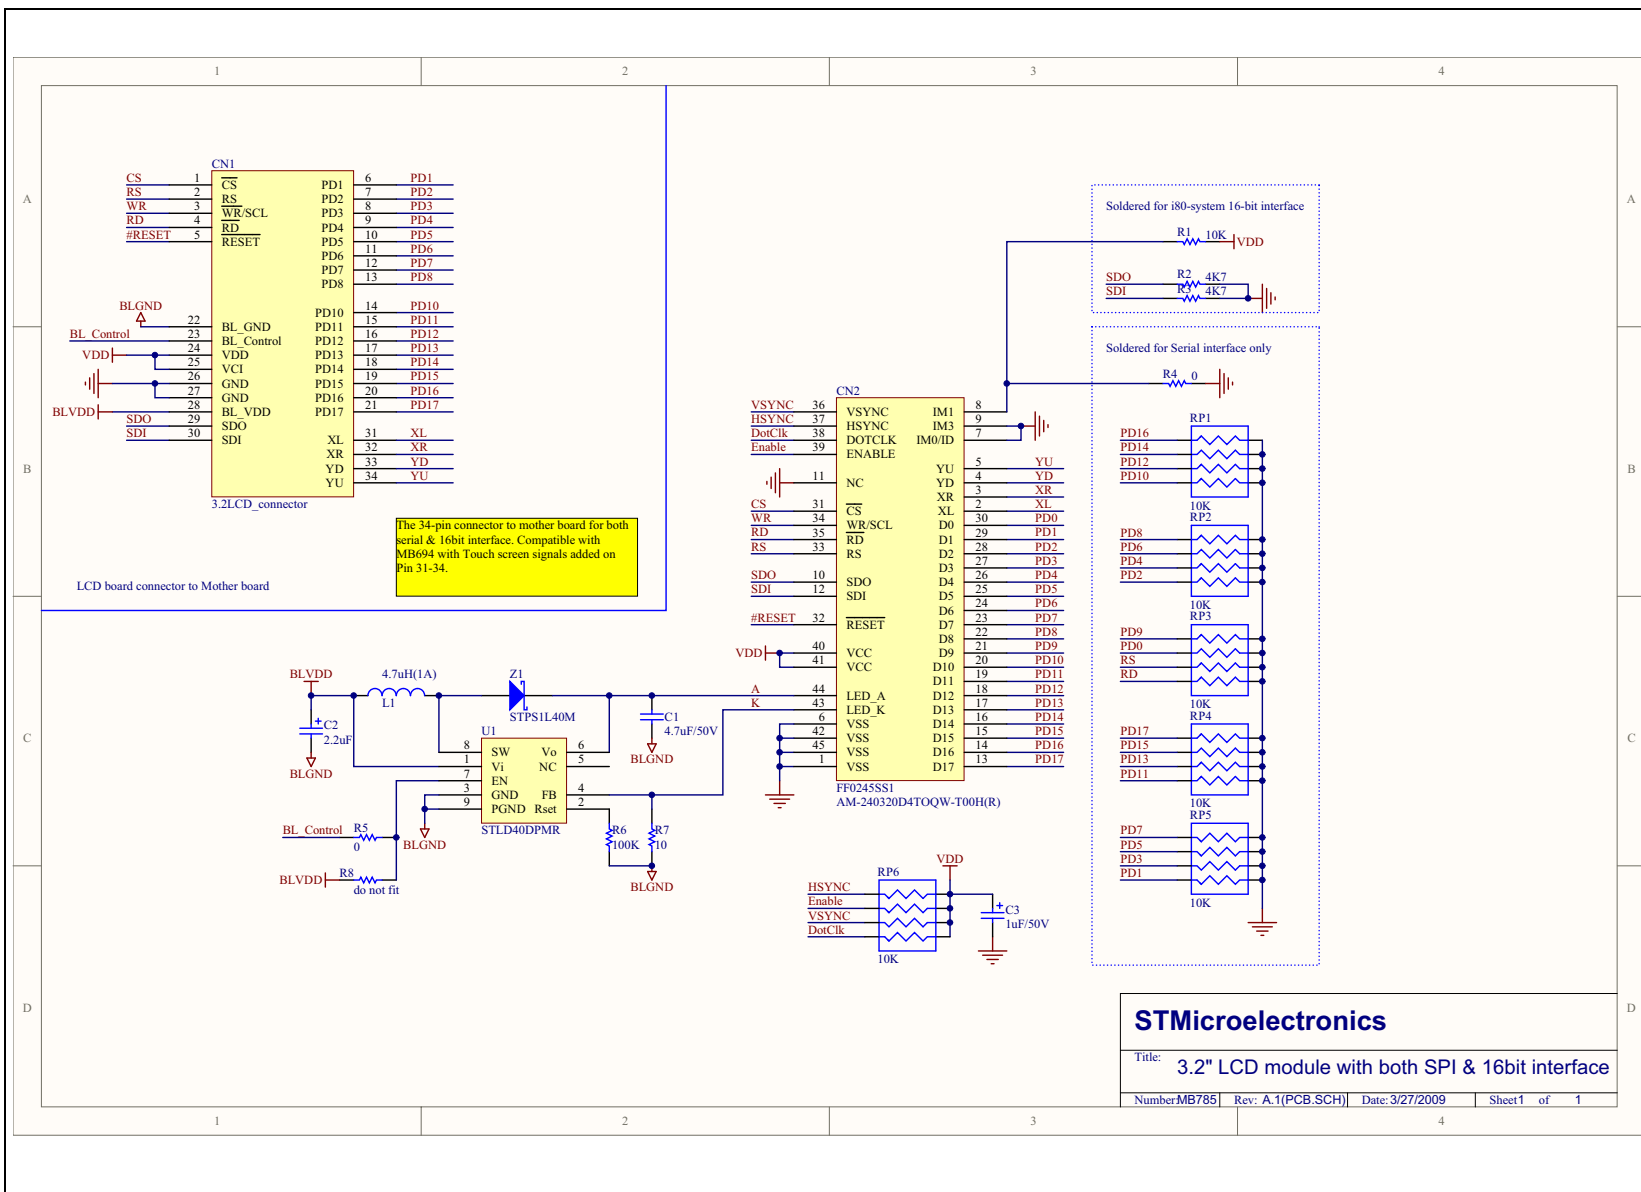 1 2 3 4
A A
B B
C C
D D
CN1
CS 1 CS PD1 6 PD1
RS 2 RS PD2 7 PD2
WR 3 WR/SCL PD3 8 PD3
RD 4 RD PD4 9 PD4
#RESET 5 RESET PD5 10 PD5
PD6 11 PD6
PD7 12 PD7
PD8 13 PD8
PD10 14 PD10
BLGND 22 BL_GND PD11 15 PD11
BL_Control 23 BL_Control PD12 16 PD12
VDD 24 VDD PD13 17 PD13
25 VCI PD14 18 PD14
26 GND PD15 19 PD15
27 GND PD16 20 PD16
BLVDD 28 BL_VDD PD17 21 PD17
SDO 29 SDO
SDI 30 SDI XL 31 XL
XR 32 XR
YD 33 YD
YU 34 YU
3.2LCD_connector
The 34-pin connector to mother board for both
serial & 16bit interface. Compatible with
MB694 with Touch screen signals added on
Pin 31-34.
LCD board connector to Mother board
BLVDD
4.7uH(1A)
L1
Z1
STPS1L40M
C2
2.2uF
BLGND
C1
4.7uF/50V
BLGND
U1
8 SW Vo 6
1 Vi NC 5
7 EN
3 GND FB 4
9 PGND Rset 2
STLD40DPMR
BLGND
BL_Control R5
0
BLVDD R8
do not fit
R6
100K
R7
10
BLGND
CN2
VSYNC 36 VSYNC IM1 8
HSYNC 37 HSYNC IM3 9
DotClk 38 DOTCLK IM0/ID 7
Enable 39 ENABLE
YU 5 YU
11 NC YD 4 YD
XR 3 XR
CS 31 CS XL 2 XL
WR 34 WR/SCL D0 30 PD0
RD 35 RD D1 29 PD1
RS 33 RS D2 28 PD2
D3 27 PD3
SDO 10 SDO D4 26 PD4
SDI 12 SDI D5 25 PD5
D6 24 PD6
#RESET 32 RESET D7 23 PD7
D8 22 PD8
VDD 40 VCC D9 21 PD9
41 VCC D10 20 PD10
D11 19 PD11
A 44 LED_A D12 18 PD12
K 43 LED_K D13 17 PD13
6 VSS D14 16 PD14
42 VSS D15 15 PD15
45 VSS D16 14 PD16
1 VSS D17 13 PD17
FF0245SS1
AM-240320D4TOQW-T00H(R)
RP6
VDD
HSYNC
Enable
VSYNC
DotClk
10K
C3
1uF/50V
Soldered for i80-system 16-bit interface
R1 10K VDD
SDO R2 4K7
SDI R3 4K7
Soldered for Serial interface only
R4 0
RP1
PD16
PD14
PD12
PD10
10K
RP2
PD8
PD6
PD4
PD2
10K
RP3
PD9
PD0
RS
RD
10K
RP4
PD17
PD15
PD13
PD11
10K
RP5
PD7
PD5
PD3
PD1
10K
STMicroelectronics
Title:
3.2" LCD module with both SPI & 16bit interface
Number:MB785 Rev: A.1(PCB.SCH) Date:3/27/2009 Sheet1 of 1
1 2 3 4